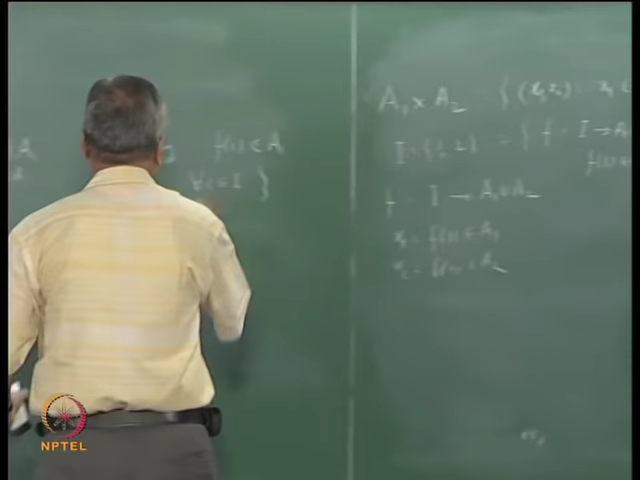 f(i) ∈ A
∀ i ∈ I }
A₁ × A₂ = { (x₁, x₂) : x₁ ∈
I = {1, 2} = { f : I → A
f : I → A₁ ∪ A₂
x₁ = f(1) ∈ A₁
x₂ = f(2) ∈ A₂
NPTEL